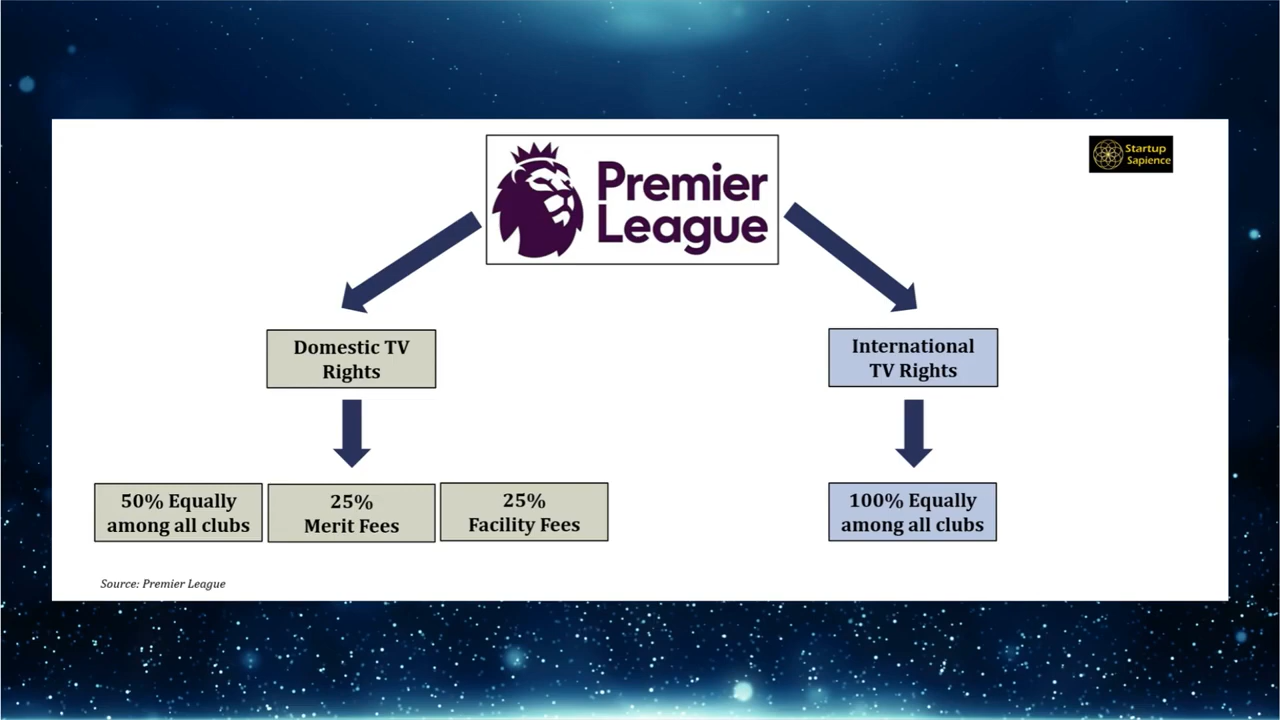 Premier
League
Startup
Sapience
Domestic TV
Rights
International
TV Rights
50% Equally
among all clubs
25%
Merit Fees
25%
Facility Fees
100% Equally
among all clubs
Source: Premier League